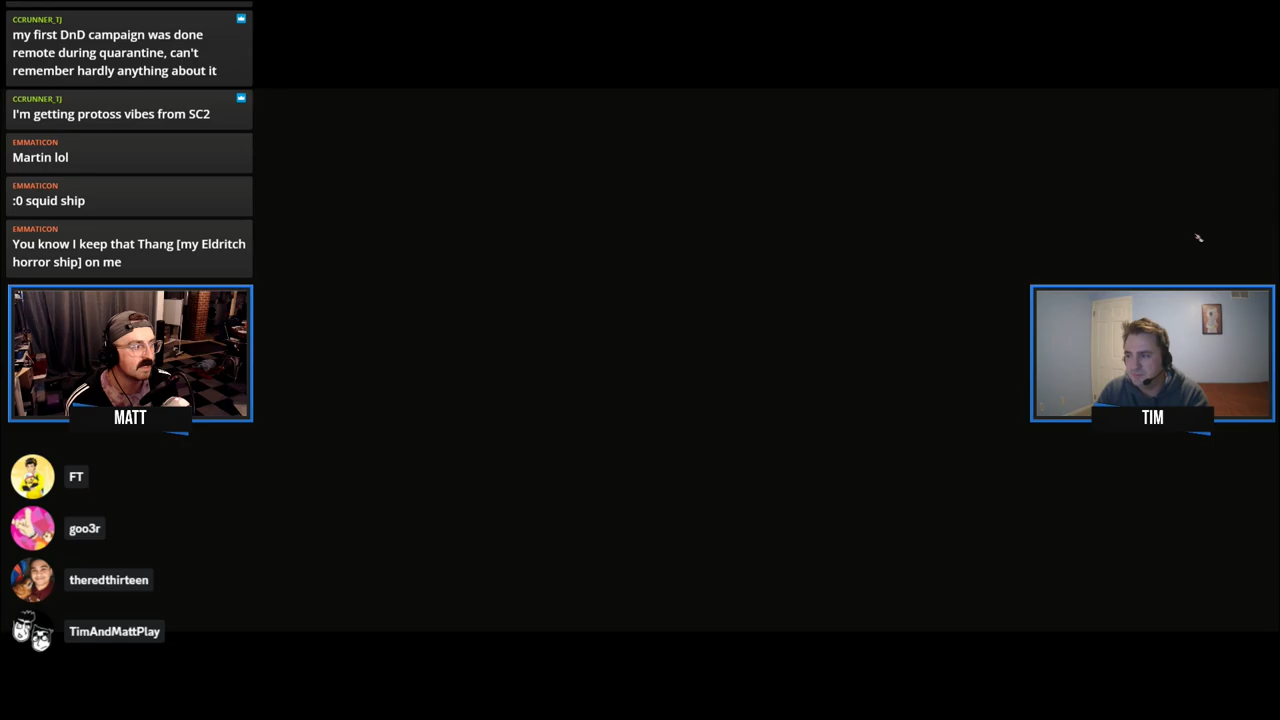 CCRUNNER_TJ
my first DnD campaign was done
remote during quarantine, can't
remember hardly anything about it
CCRUNNER_TJ
I'm getting protoss vibes from SC2
EMMATICON
Martin lol
EMMATICON
:0 squid ship
EMMATICON
You know I keep that Thang [my Eldritch
horror ship] on me
MATT
TIM
FT
goo3r
theredthirteen
TimAndMattPlay